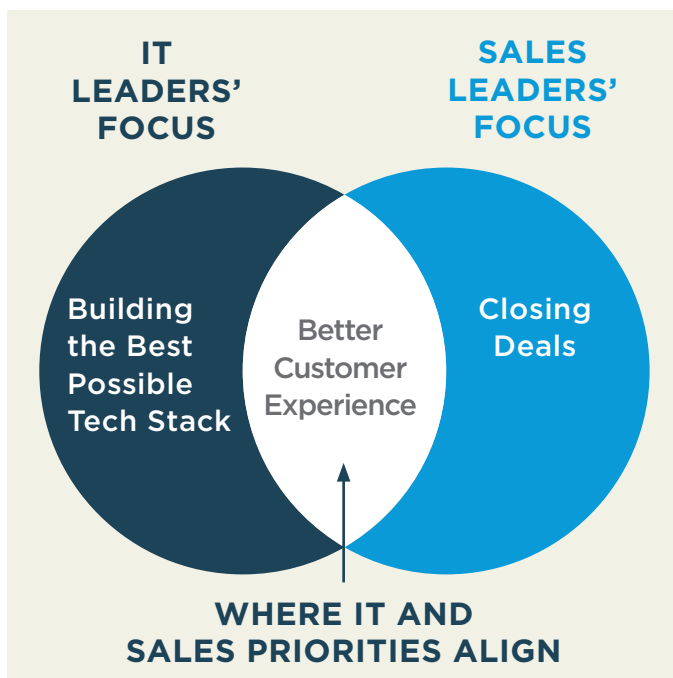 IT
LEADERS’
FOCUS
SALES
LEADERS’
FOCUS
Building
the Best
Possible
Tech Stack
Better
Customer
Experience
Closing
Deals
WHERE IT AND
SALES PRIORITIES ALIGN